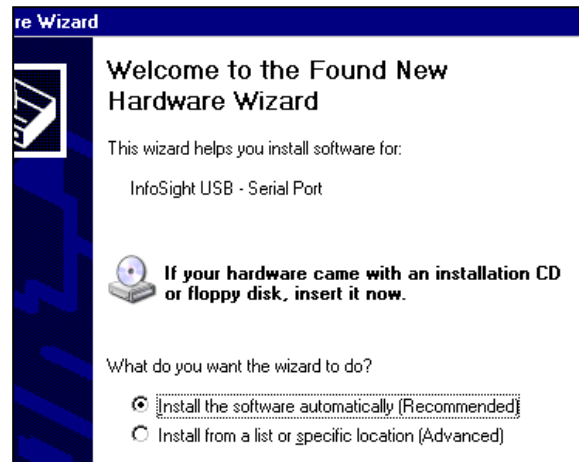 re Wizard
Welcome to the Found New
Hardware Wizard
This wizard helps you install software for:
InfoSight USB - Serial Port
If your hardware came with an installation CD
or floppy disk, insert it now.
What do you want the wizard to do?
Install the software automatically (Recommended)
Install from a list or specific location (Advanced)